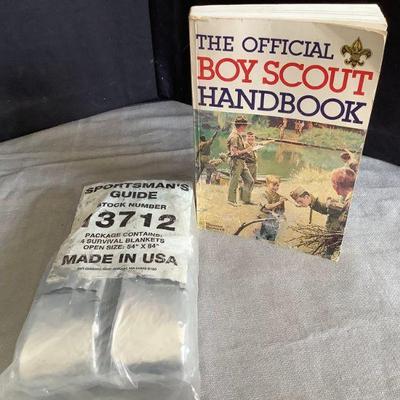 THE OFFICIAL
BOY SCOUT
HANDBOOK
SPORTSMAN'S
GUIDE
STOCK NUMBER
13712
PACKAGE CONTAINS:
4 SURVIVAL BLANKETS
OPEN SIZE: 54" X 84"
MADE IN USA